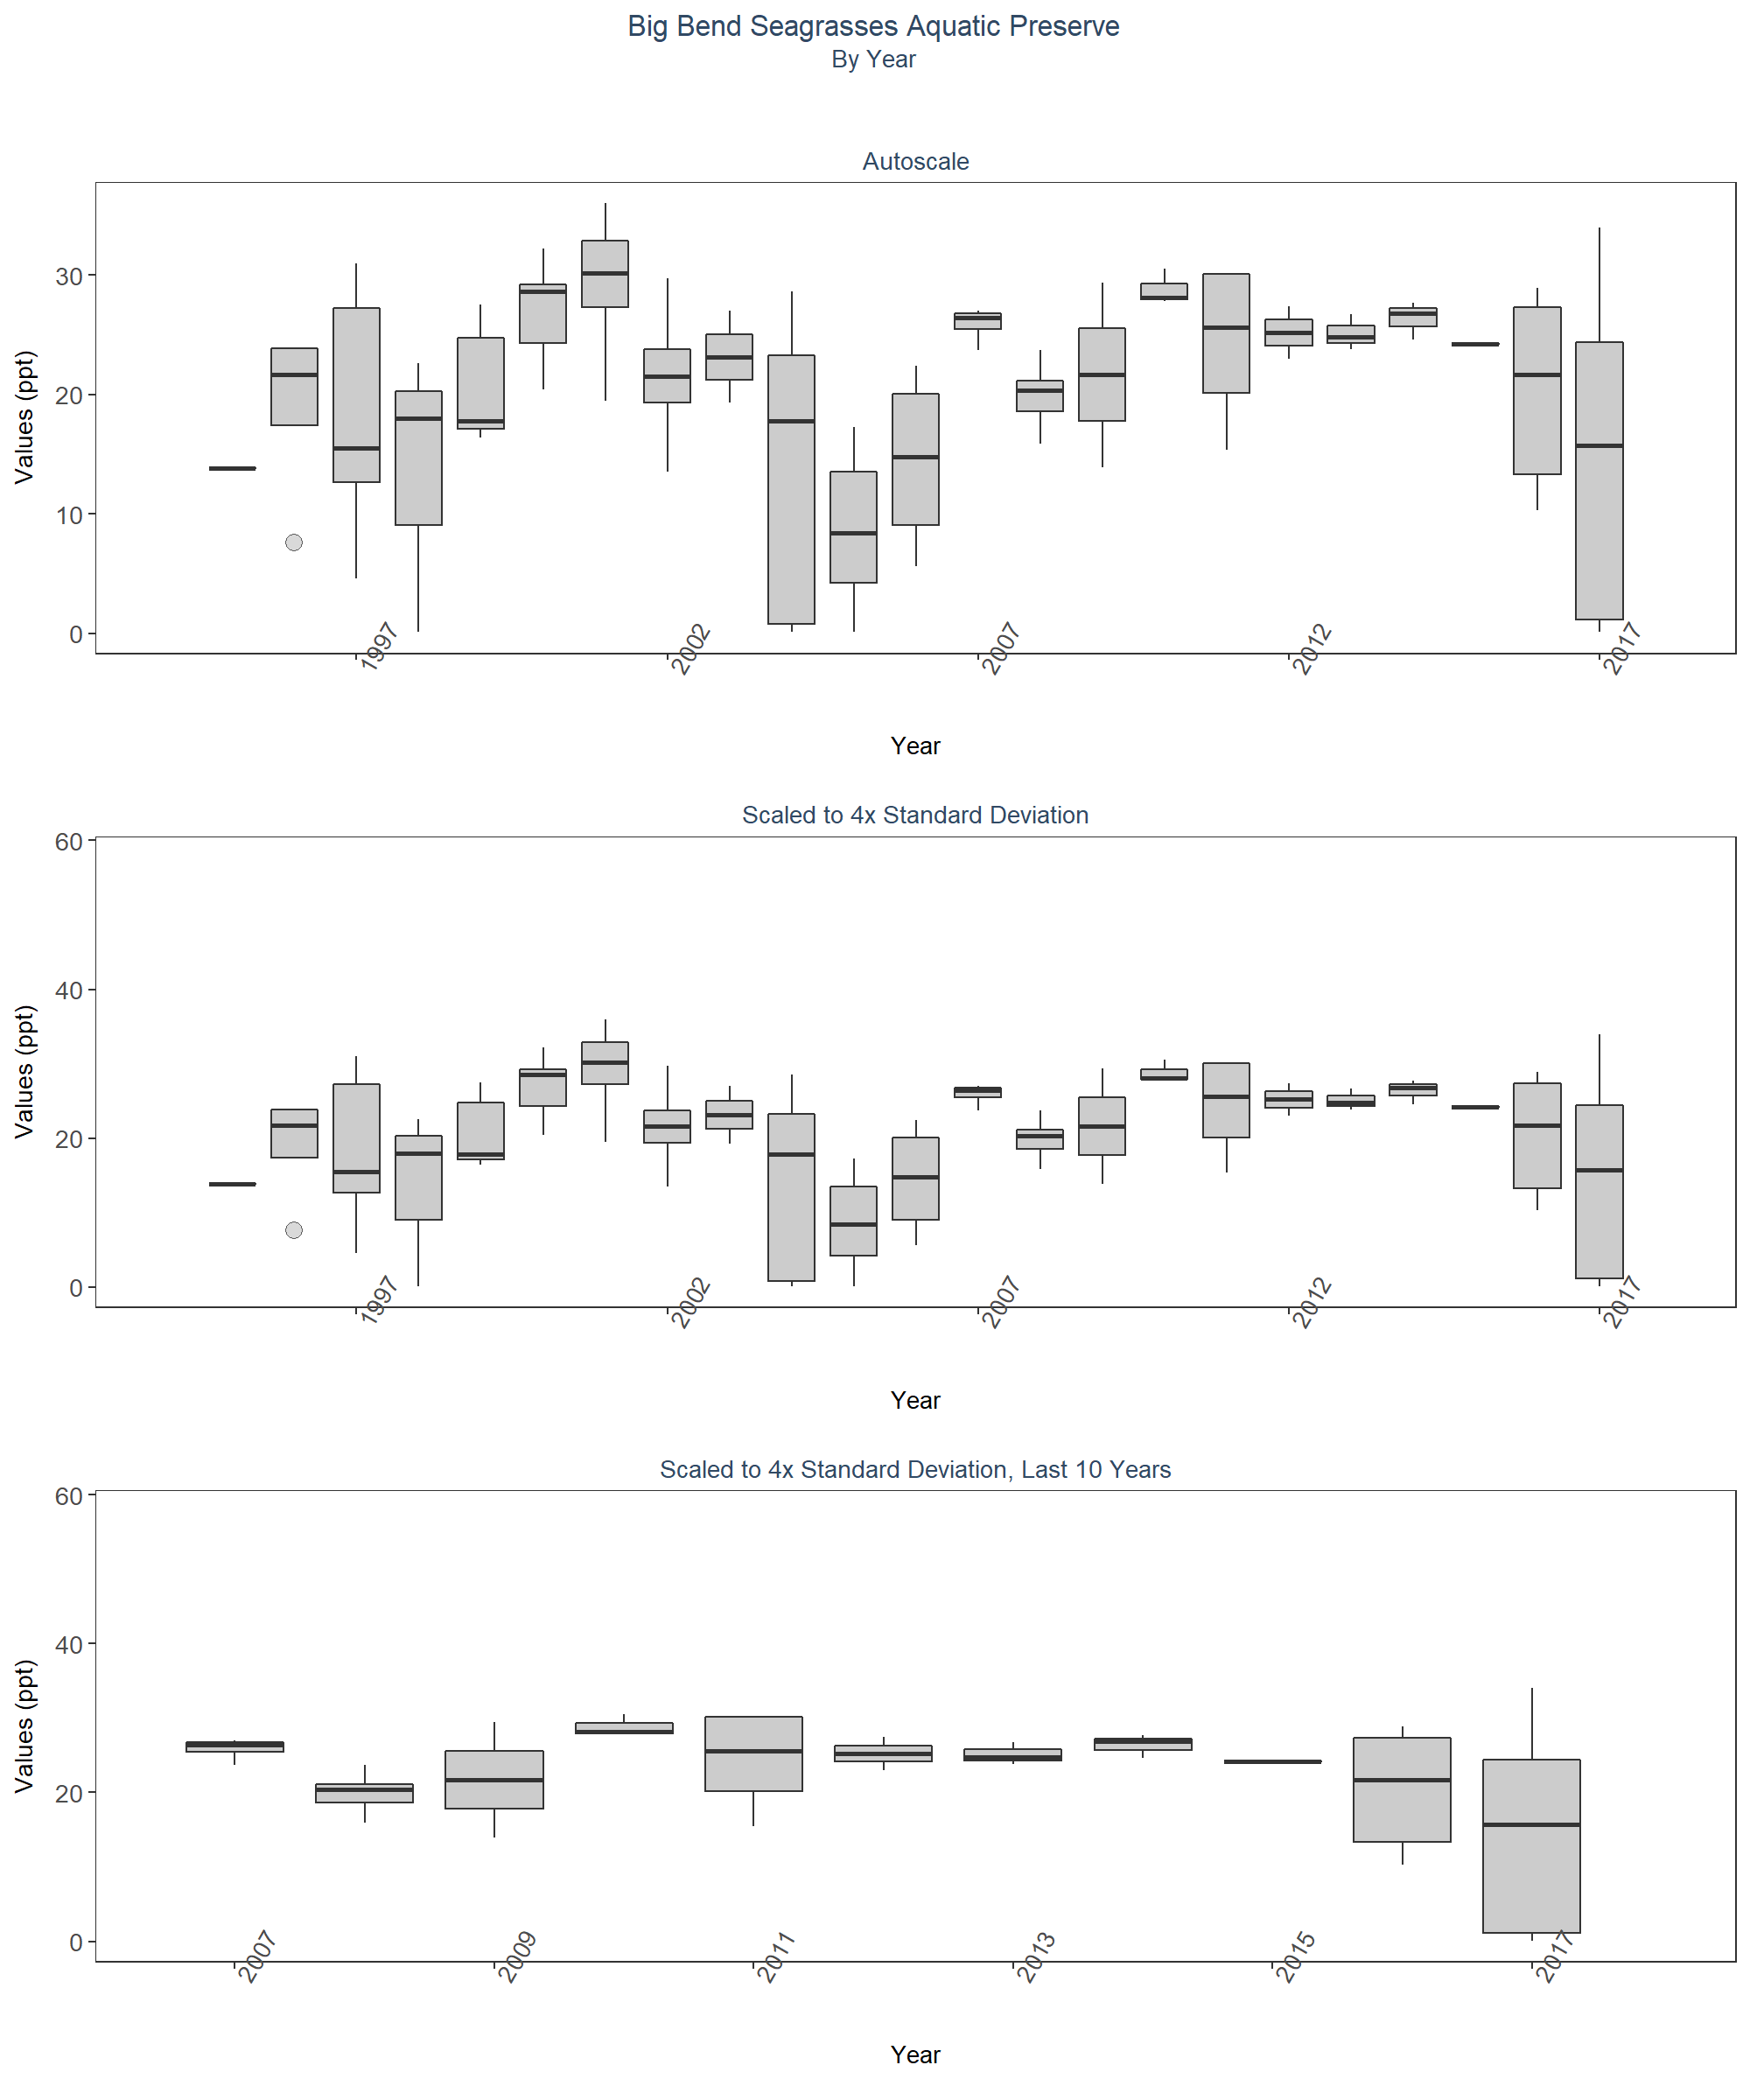 Big Bend Seagrasses Aquatic Preserve
By Year
Autoscale
Values (ppt)
30
20
10
0
1997 2002 2007 2012 2017
Year
Scaled to 4x Standard Deviation
Values (ppt)
60
40
20
0
1997 2002 2007 2012 2017
Year
Scaled to 4x Standard Deviation, Last 10 Years
Values (ppt)
60
40
20
0
2007 2009 2011 2013 2015 2017
Year